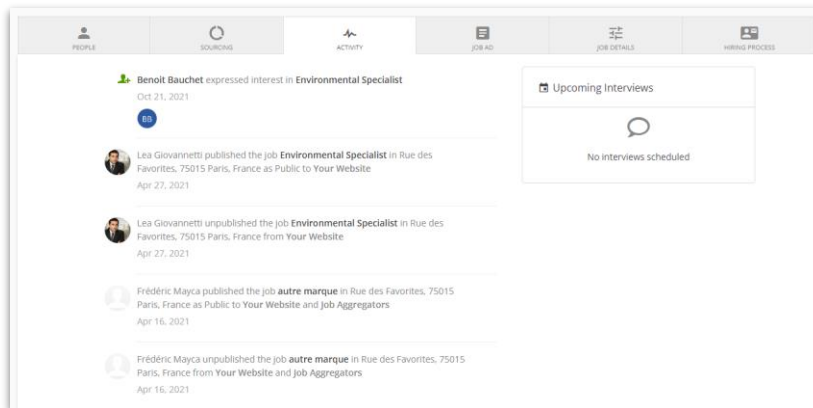 PEOPLE
SOURCING
ACTIVITY
JOB AD
JOB DETAILS
HIRING PROCESS
Benoit Bauchet expressed interest in Environmental Specialist
Oct 21, 2021
BB
Lea Giovannetti published the job Environmental Specialist in Rue des
Favorites, 75015 Paris, France as Public to Your Website
Apr 27, 2021
Lea Giovannetti unpublished the job Environmental Specialist in Rue des
Favorites, 75015 Paris, France from Your Website
Apr 27, 2021
Frédéric Mayca published the job autre marque in Rue des Favorites, 75015
Paris, France as Public to Your Website and Job Aggregators
Apr 16, 2021
Frédéric Mayca unpublished the job autre marque in Rue des Favorites, 75015
Paris, France from Your Website and Job Aggregators
Apr 16, 2021
Upcoming Interviews
No interviews scheduled